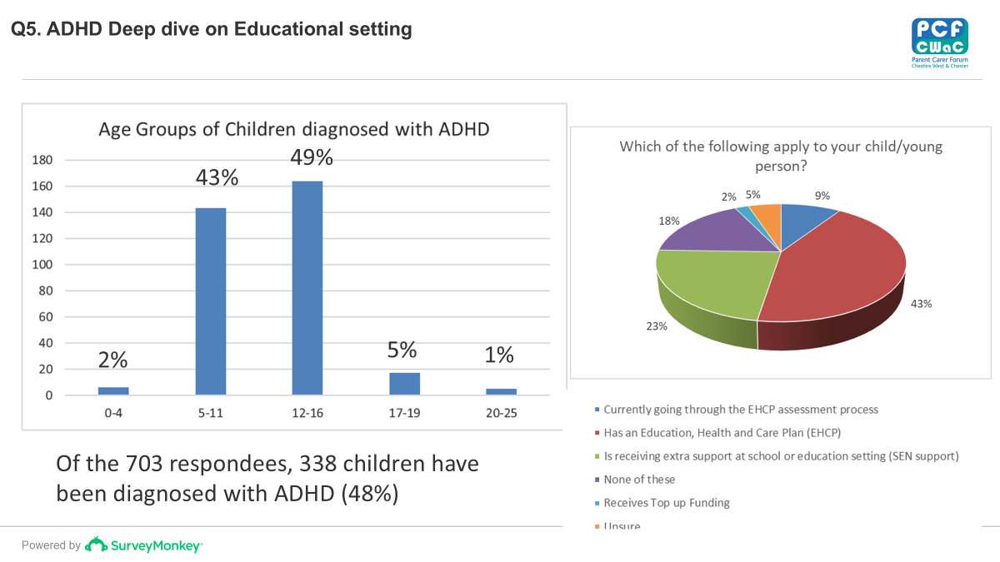 Q5. ADHD Deep dive on Educational setting
PCF
CWaC
Parent Carer Forum
Cheshire West & Chester
Age Groups of Children diagnosed with ADHD
180
160
140
120
100
80
60
40
20
0
2%
43%
49%
5%
1%
0-4
5-11
12-16
17-19
20-25
Of the 703 respondees, 338 children have
been diagnosed with ADHD (48%)
Which of the following apply to your child/young
person?
9%
43%
23%
18%
2%
5%
Currently going through the EHCP assessment process
Has an Education, Health and Care Plan (EHCP)
Is receiving extra support at school or education setting (SEN support)
None of these
Receives Top up Funding
Unsure
Powered by SurveyMonkey